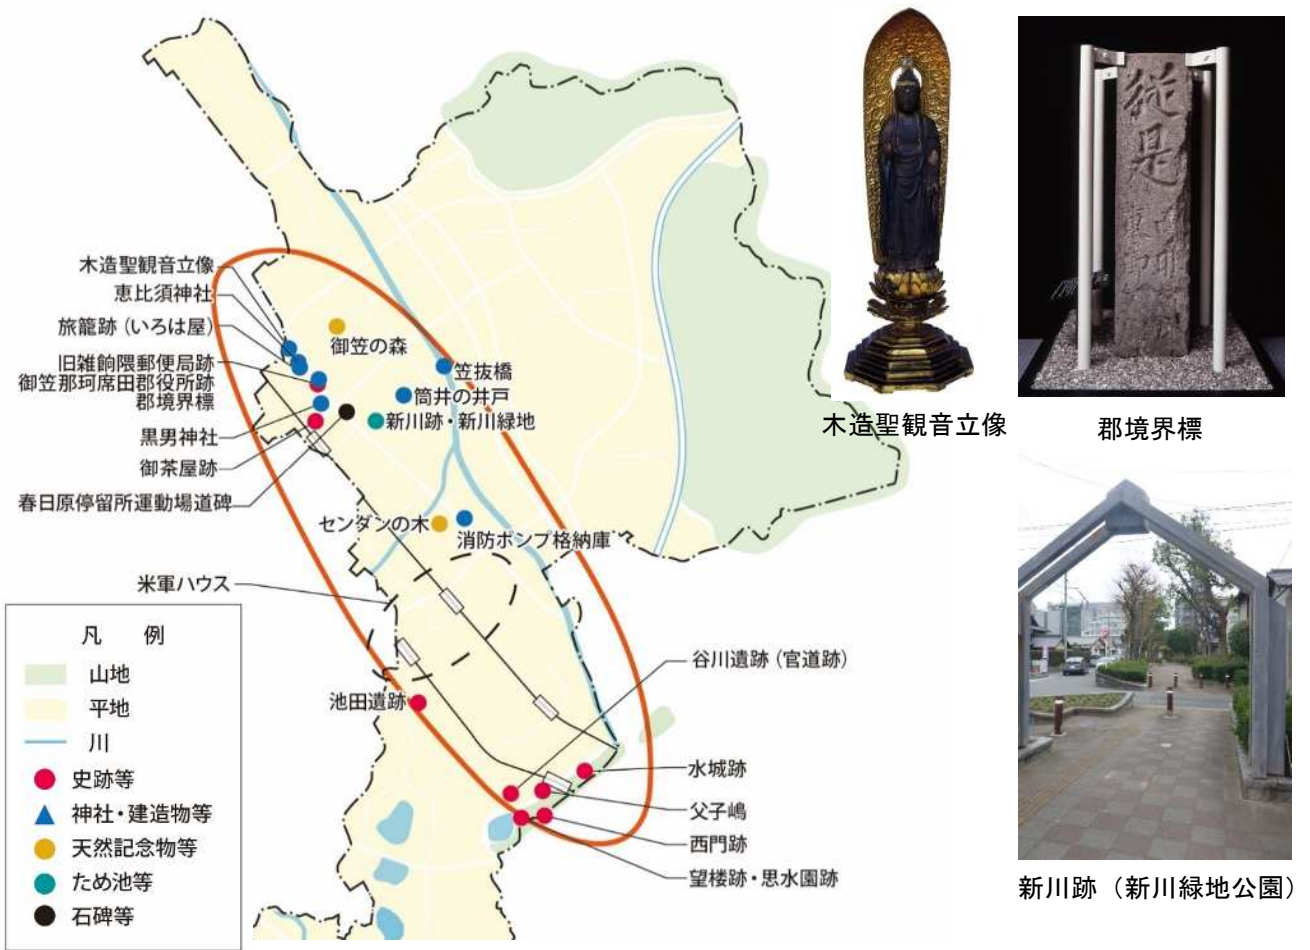 木造聖観音立像
恵比須神社
旅籠跡（いろは屋）
旧雑餉隈郵便局跡
御笠那珂席田郡役所跡
郡境界標
黒男神社
御茶屋跡
春日原停留所運動場道碑
米軍ハウス
御笠の森
笠抜橋
筒井の井戸
新川跡・新川緑地
センダンの木
消防ポンプ格納庫
池田遺跡
谷川遺跡（官道跡）
水城跡
父子嶋
西門跡
望楼跡・思水園跡
凡 例
山地
平地
川
史跡等
神社・建造物等
天然記念物等
ため池等
石碑等
木造聖観音立像
従是
郡境界標
新川跡（新川緑地公園）